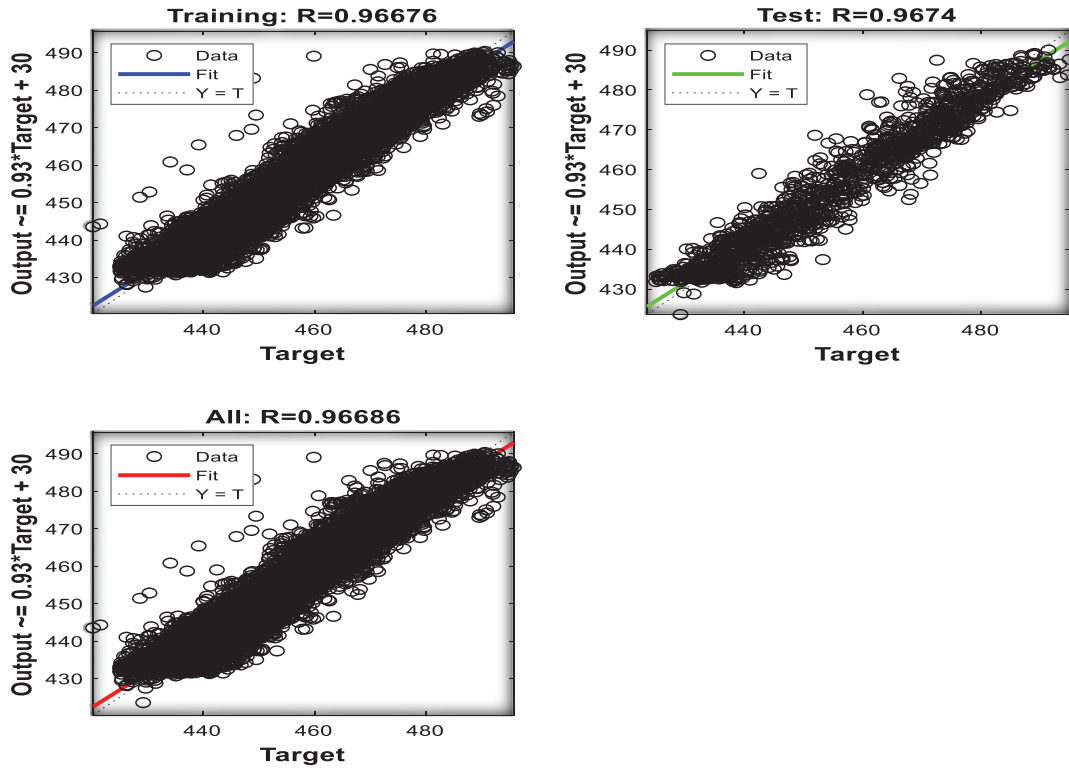 Training: R=0.96676
Output ~= 0.93*Target + 30
490
480
470
460
450
440
430
Data
Fit
Y = T
440
460
480
Target
Test: R=0.9674
Output ~= 0.93*Target + 30
490
480
470
460
450
440
430
Data
Fit
Y = T
440
460
480
Target
All: R=0.96686
Output ~= 0.93*Target + 30
490
480
470
460
450
440
430
Data
Fit
Y = T
440
460
480
Target